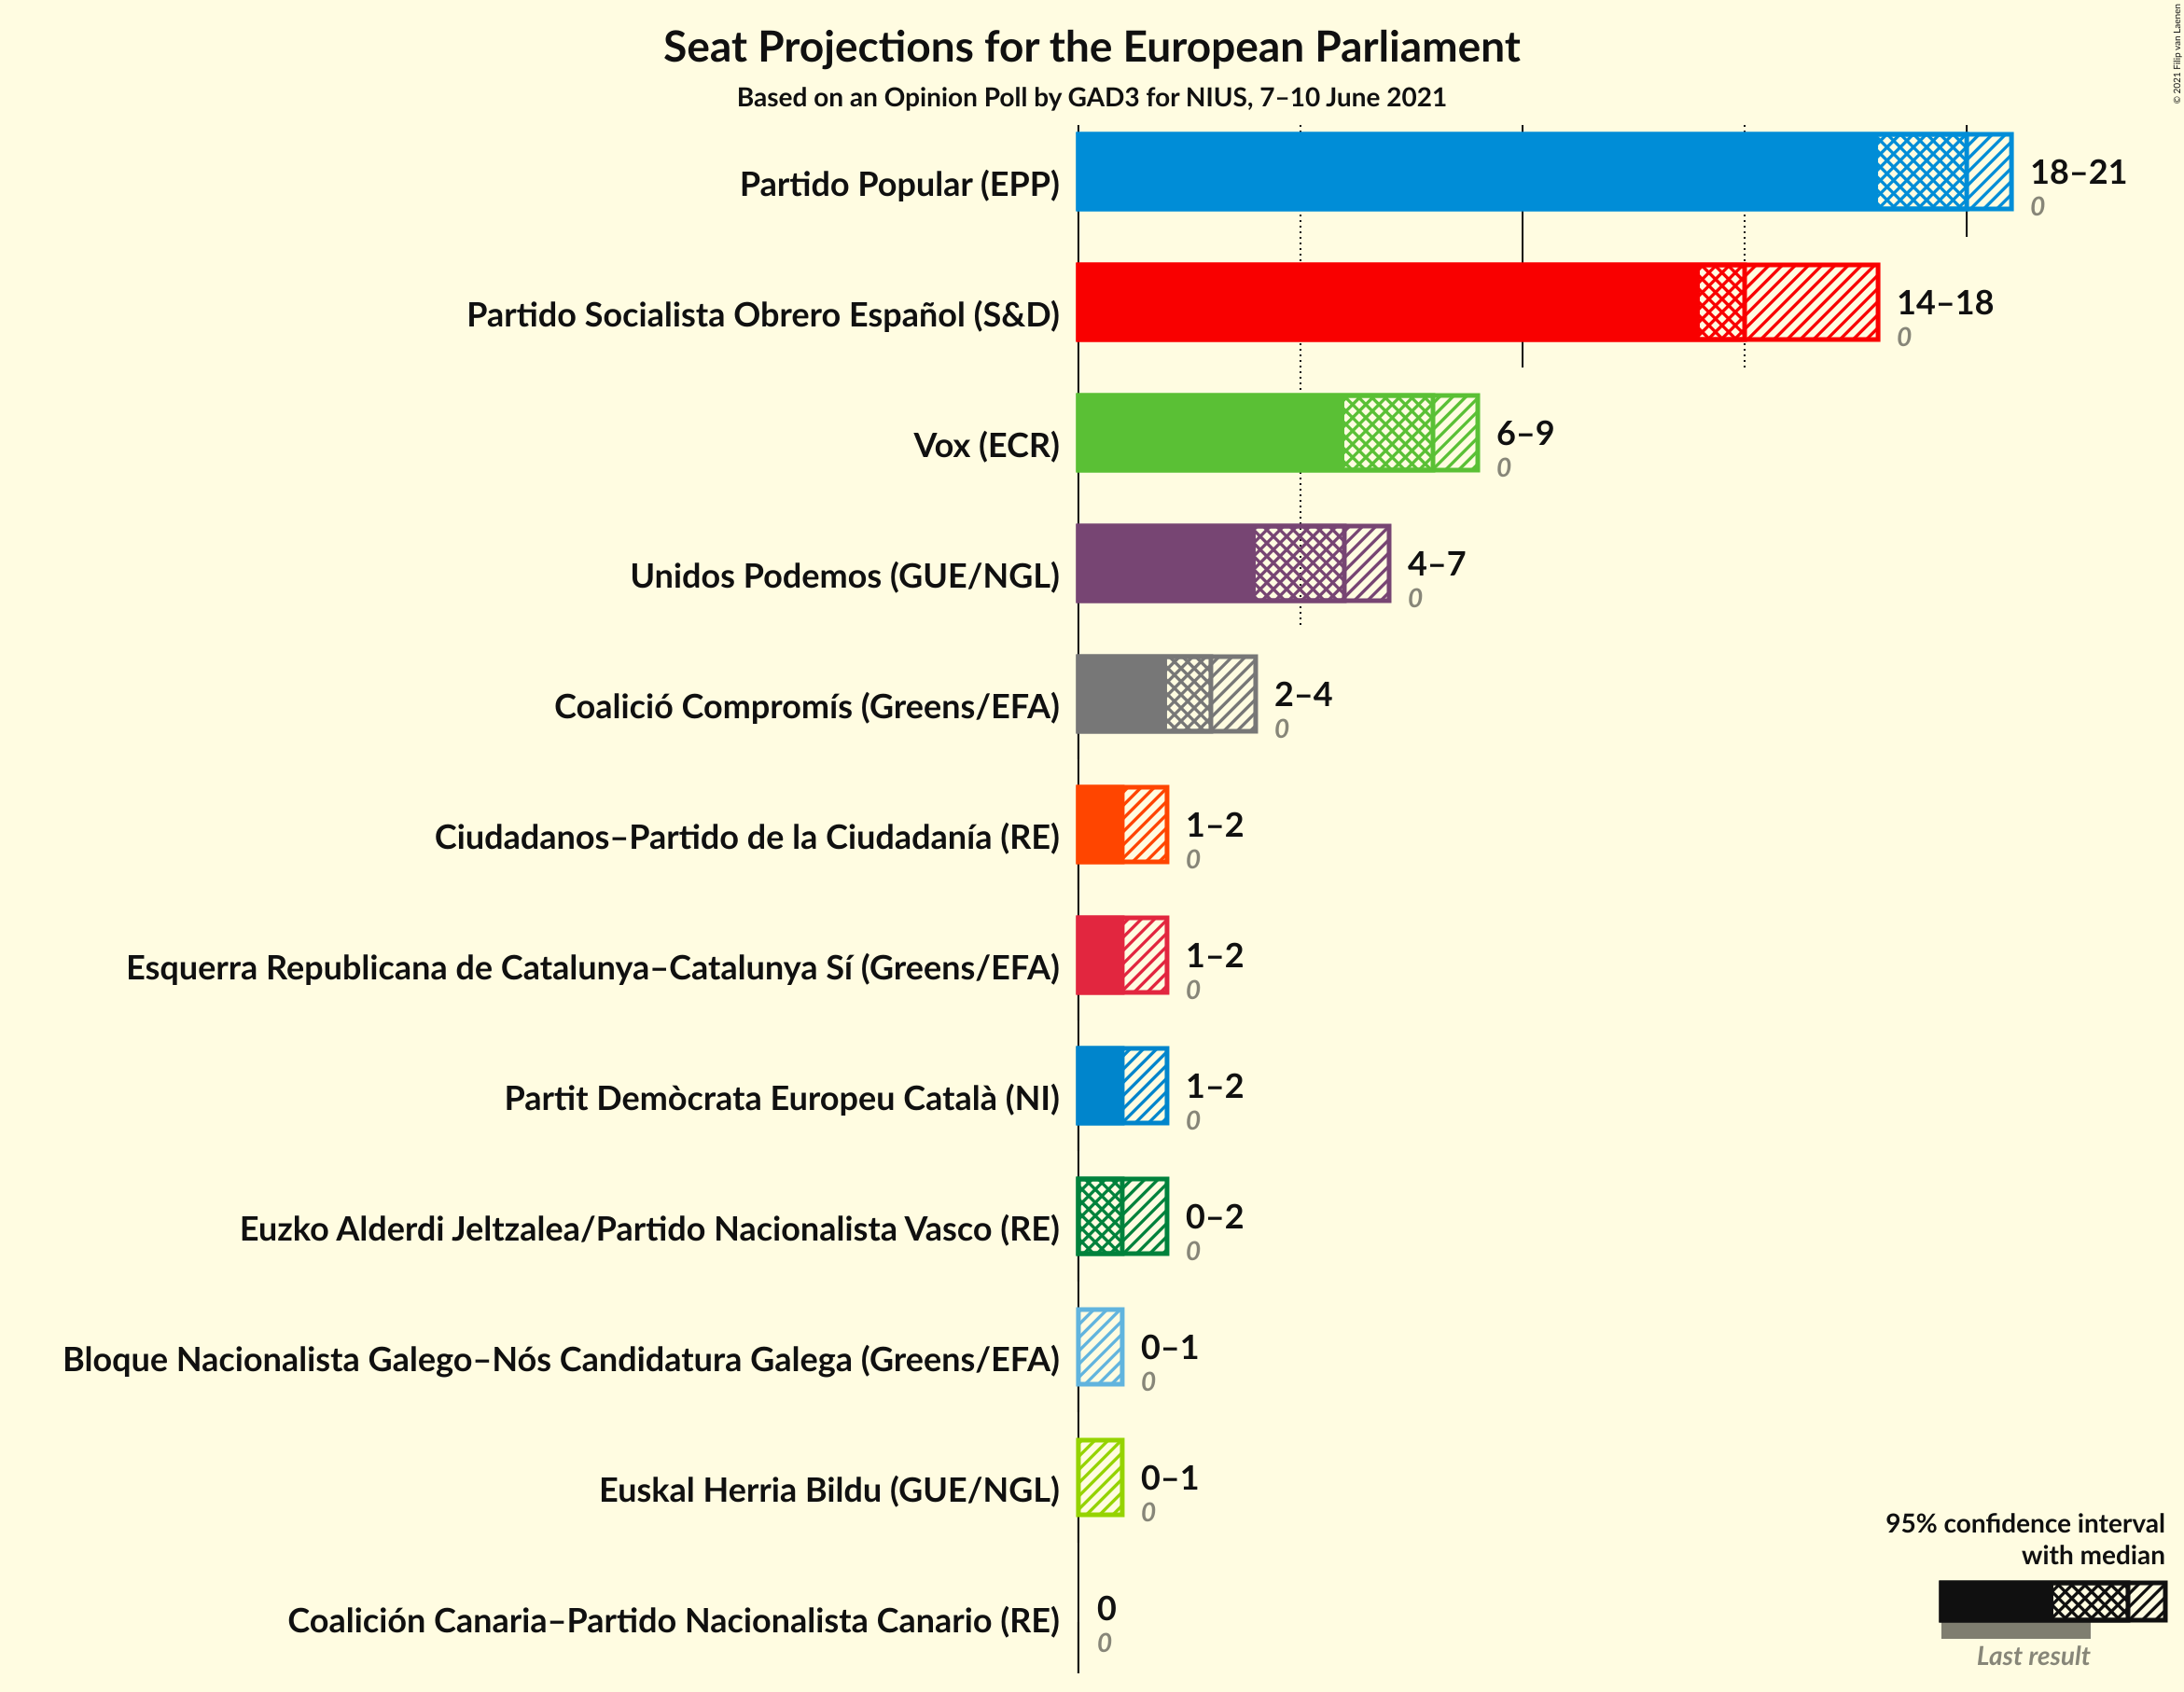 Seat Projections for the European Parliament
Based on an Opinion Poll by GAD3 for NIUS, 7–10 June 2021
© 2021 Filip van Laenen
Partido Popular (EPP)
18–21
0
Partido Socialista Obrero Español (S&D)
14–18
0
Vox (ECR)
6–9
0
Unidos Podemos (GUE/NGL)
4–7
0
Coalició Compromís (Greens/EFA)
2–4
0
Ciudadanos–Partido de la Ciudadanía (RE)
1–2
0
Esquerra Republicana de Catalunya–Catalunya Sí (Greens/EFA)
1–2
0
Partit Demòcrata Europeu Català (NI)
1–2
0
Euzko Alderdi Jeltzalea/Partido Nacionalista Vasco (RE)
0–2
0
Bloque Nacionalista Galego–Nós Candidatura Galega (Greens/EFA)
0–1
0
Euskal Herria Bildu (GUE/NGL)
0–1
0
Coalición Canaria–Partido Nacionalista Canario (RE)
0
0
95% confidence interval
with median
Last result